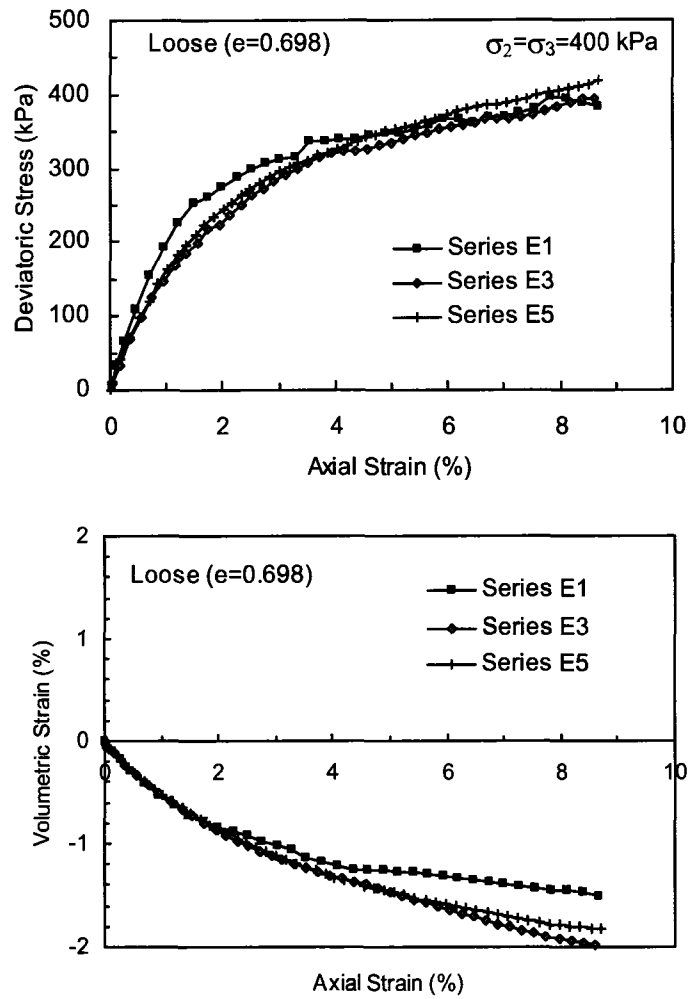 500
Loose (e=0.698)
σ2=σ3=400 kPa
400
300
200
100
0
Deviatoric Stress (kPa)
Series E1
Series E3
Series E5
0
2
4
6
8
10
Axial Strain (%)
2
Loose (e=0.698)
1
0
-1
-2
Volumetric Strain (%)
Series E1
Series E3
Series E5
0
2
4
6
8
10
Axial Strain (%)